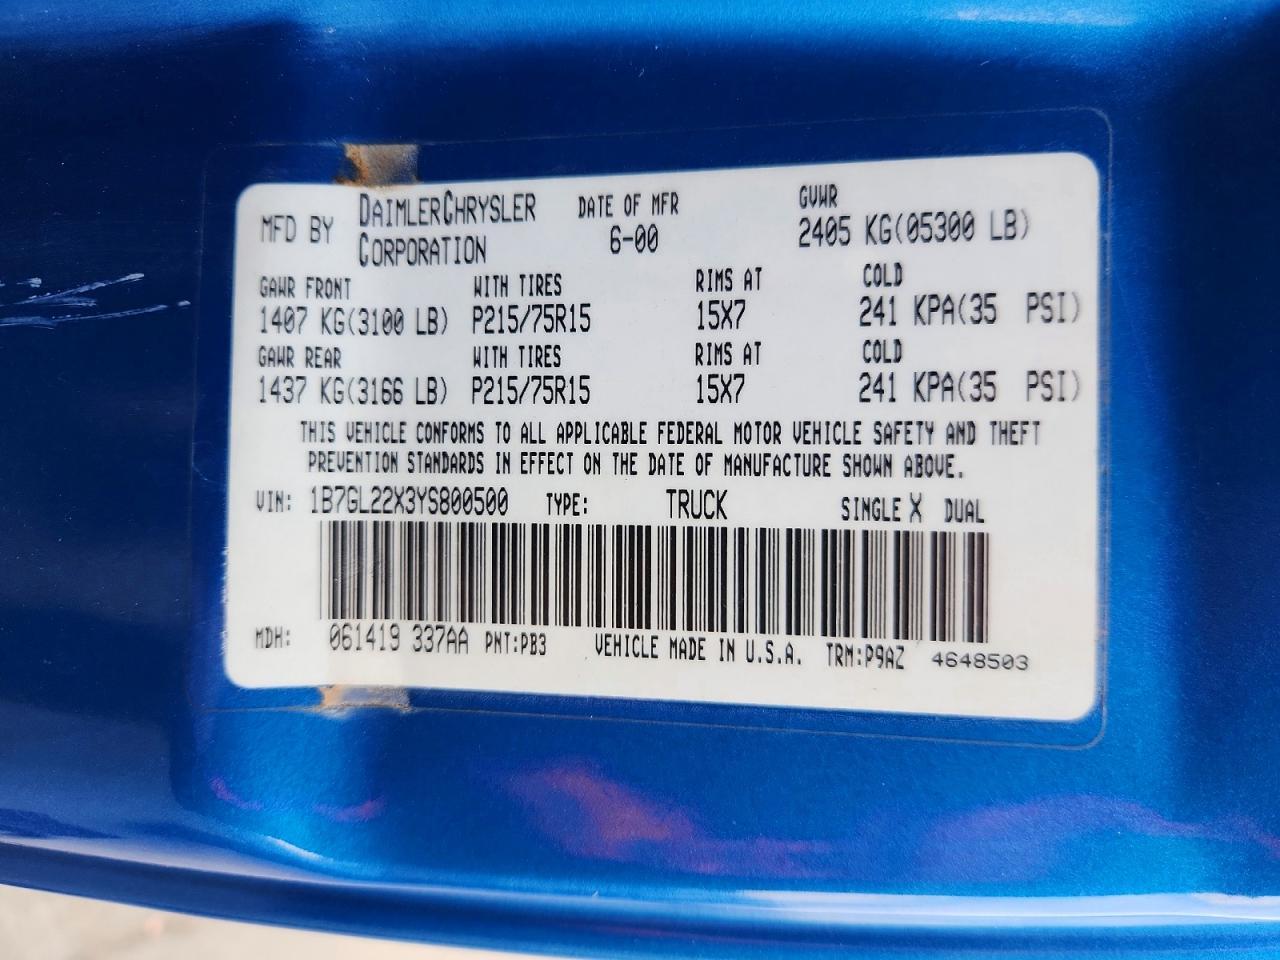 MFD BY DAIMLERCHRYSLER CORPORATION DATE OF MFR 6-00 GVWR 2405 KG(05300 LB)
GAWR FRONT WITH TIRES RIMS AT COLD
1407 KG(3100 LB) P215/75R15 15X7 241 KPA(35 PSI)
GAWR REAR WITH TIRES RIMS AT COLD
1437 KG(3166 LB) P215/75R15 15X7 241 KPA(35 PSI)
THIS VEHICLE CONFORMS TO ALL APPLICABLE FEDERAL MOTOR VEHICLE SAFETY AND THEFT
PREVENTION STANDARDS IN EFFECT ON THE DATE OF MANUFACTURE SHOWN ABOVE.
VIN: 1B7GL22X3YS800500 TYPE: TRUCK SINGLE X DUAL
MDH: 061419 337AA PNT:PB3 VEHICLE MADE IN U.S.A. TRM:P9AZ 4648503